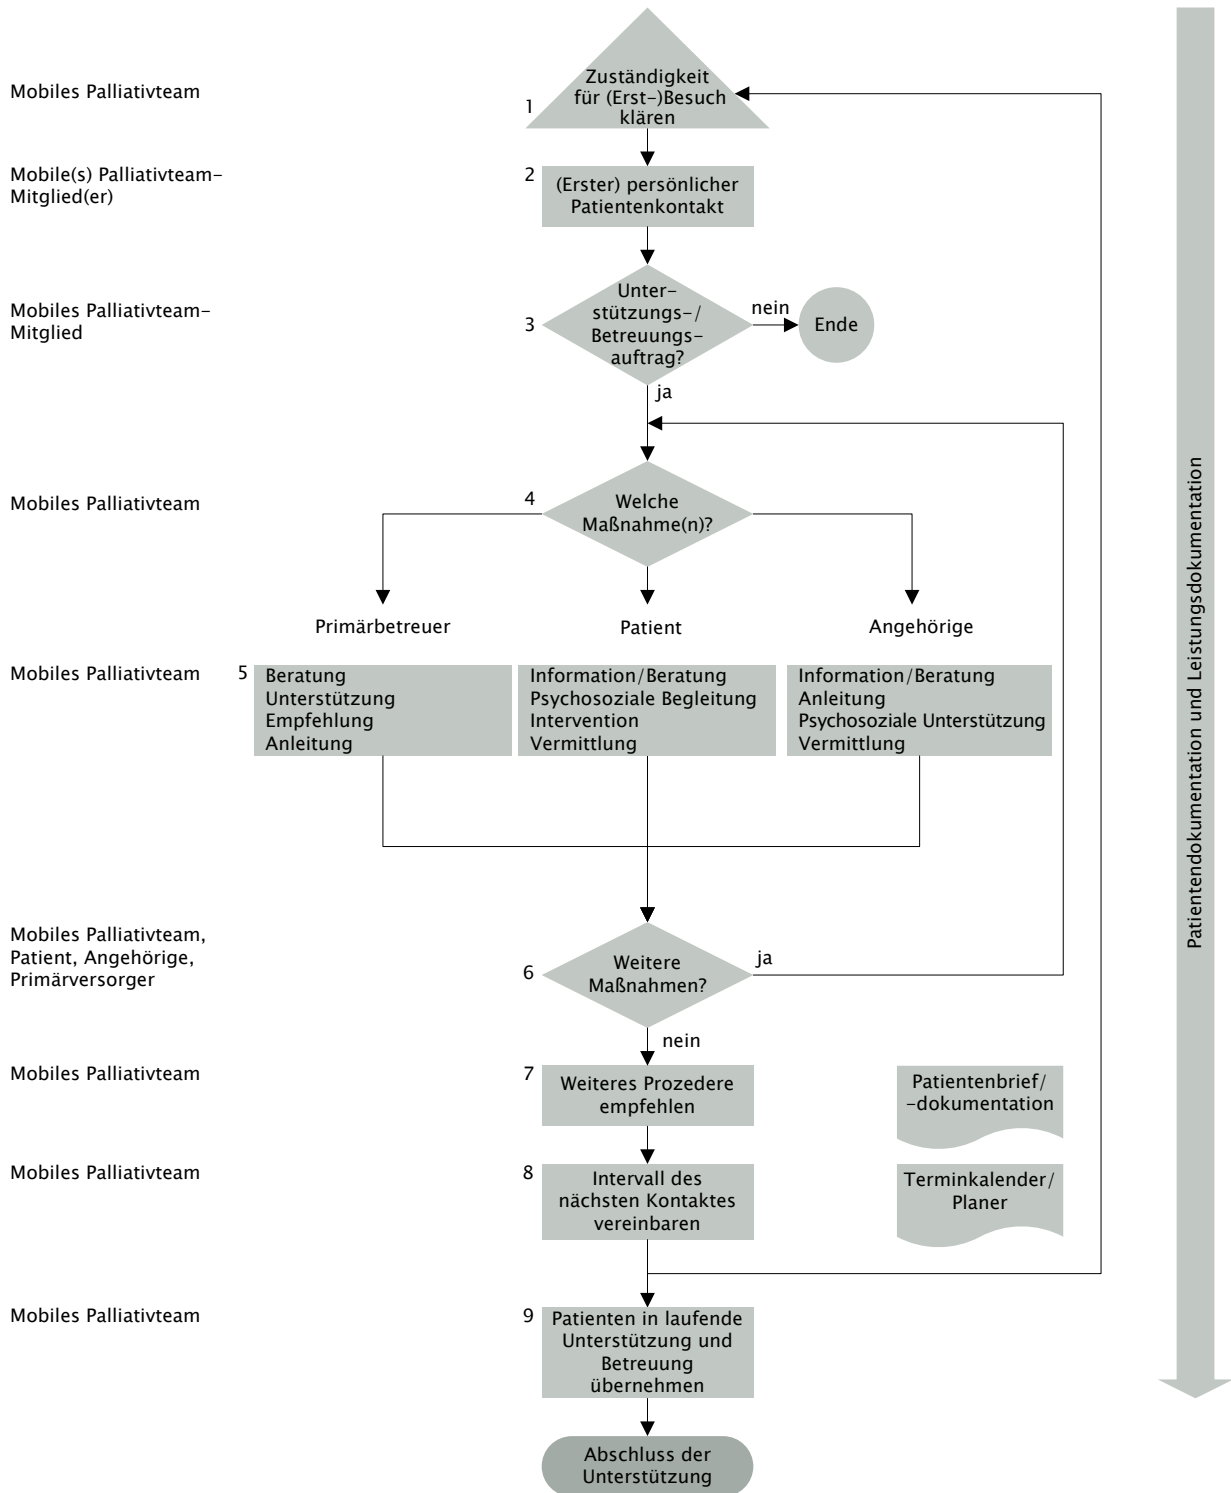 Mobiles Palliativteam
1
Zuständigkeit
für (Erst-)Besuch
klären
Mobile(s) Palliativteam-
Mitglied(er)
2
(Erster) persönlicher
Patientenkontakt
Mobiles Palliativteam-
Mitglied
3
Unter-
stützungs-/
Betreuungs-
auftrag?
nein
Ende
ja
Mobiles Palliativteam
4
Welche
Maßnahme(n)?
Primärbetreuer
Patient
Angehörige
Mobiles Palliativteam
5
Beratung
Unterstützung
Empfehlung
Anleitung
Information/Beratung
Psychosoziale Begleitung
Intervention
Vermittlung
Information/Beratung
Anleitung
Psychosoziale Unterstützung
Vermittlung
Mobiles Palliativteam,
Patient, Angehörige,
Primärversorger
6
Weitere
Maßnahmen?
ja
nein
Mobiles Palliativteam
7
Weiteres Prozedere
empfehlen
Patientenbrief/
-dokumentation
Mobiles Palliativteam
8
Intervall des
nächsten Kontaktes
vereinbaren
Terminkalender/
Planer
Mobiles Palliativteam
9
Patienten in laufende
Unterstützung und
Betreuung
übernehmen
Abschluss der
Unterstützung
Patientendokumentation und Leistungsdokumentation